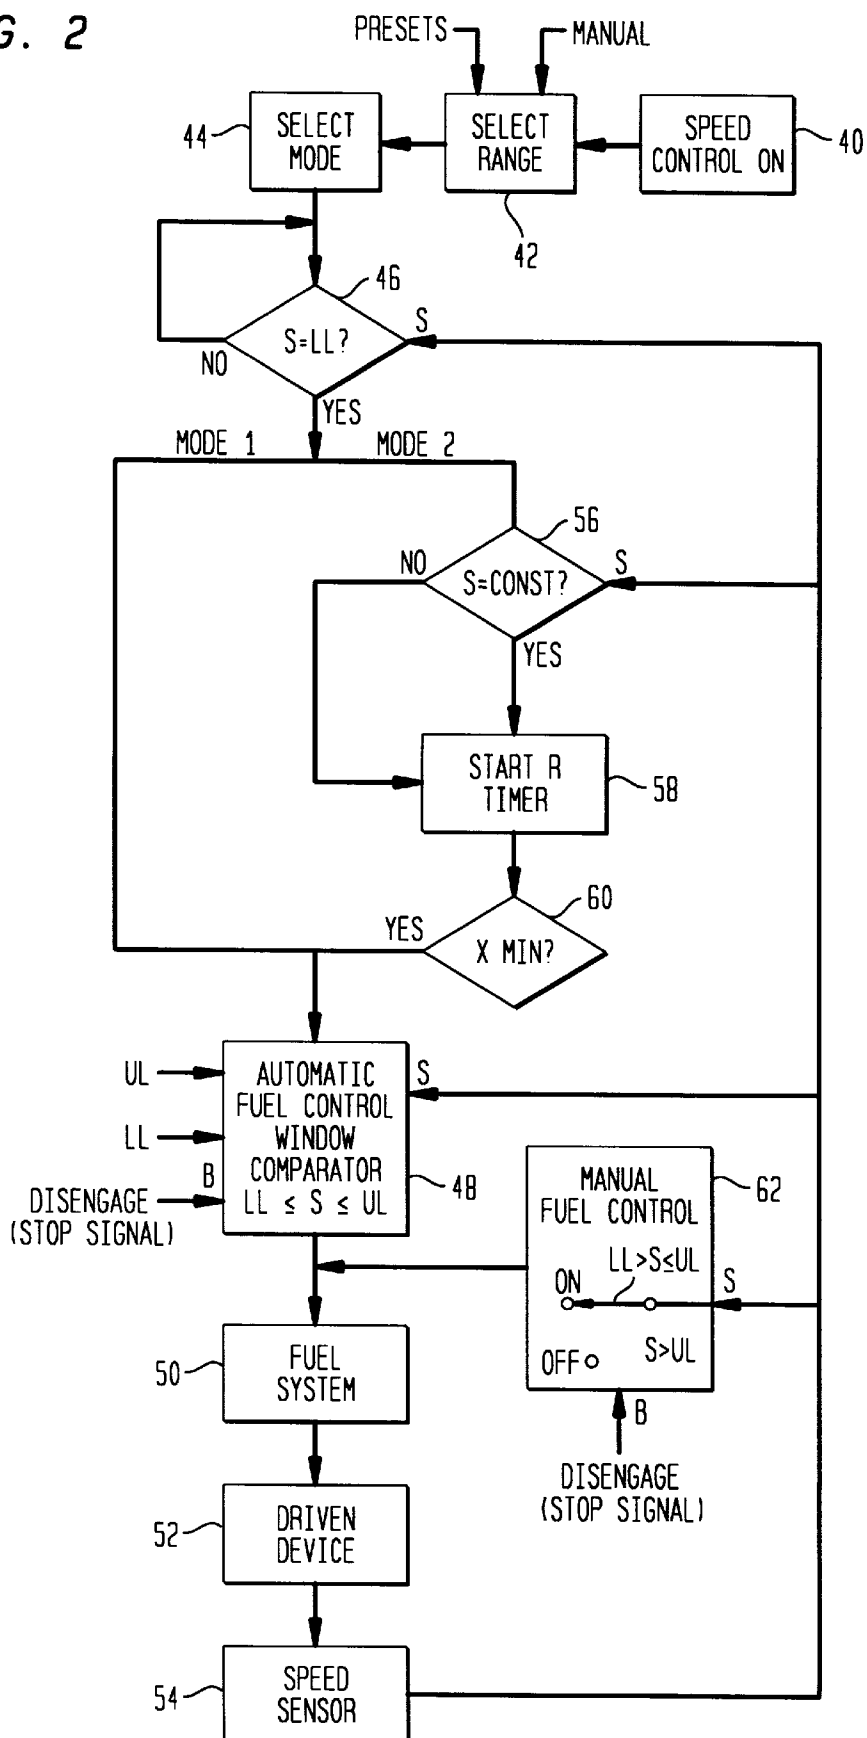 G. 2
PRESETS
MANUAL
44
SELECT
MODE
SELECT
RANGE
SPEED
CONTROL ON
40
42
46
S=LL?
S
NO
YES
MODE 1
MODE 2
56
NO
S=CONST?
S
YES
START R
TIMER
58
60
YES
X MIN?
UL
LL
B
DISENGAGE
(STOP SIGNAL)
AUTOMATIC
FUEL CONTROL
WINDOW
COMPARATOR
LL ≤ S ≤ UL
S
48
MANUAL
FUEL CONTROL
62
LL>S≤UL
ON
S
OFF
S>UL
B
DISENGAGE
(STOP SIGNAL)
50
FUEL
SYSTEM
52
DRIVEN
DEVICE
54
SPEED
SENSOR